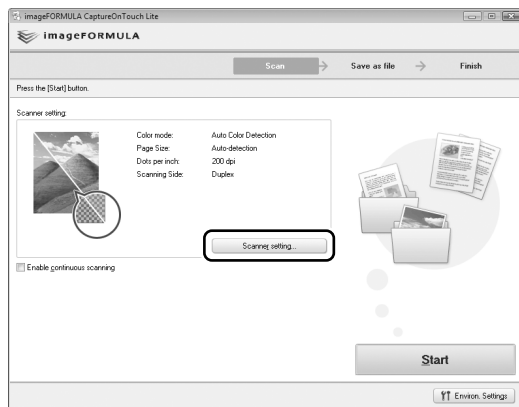 imageFORMULA CaptureOnTouch Lite
imageFORMULA
Scan → Save as file → Finish
Press the [Start] button.
Scanner setting:
Color mode: Auto Color Detection
Page Size: Auto-detection
Dots per inch: 200 dpi
Scanning Side: Duplex
Scanner setting...
Enable continuous scanning
Start
Environ. Settings